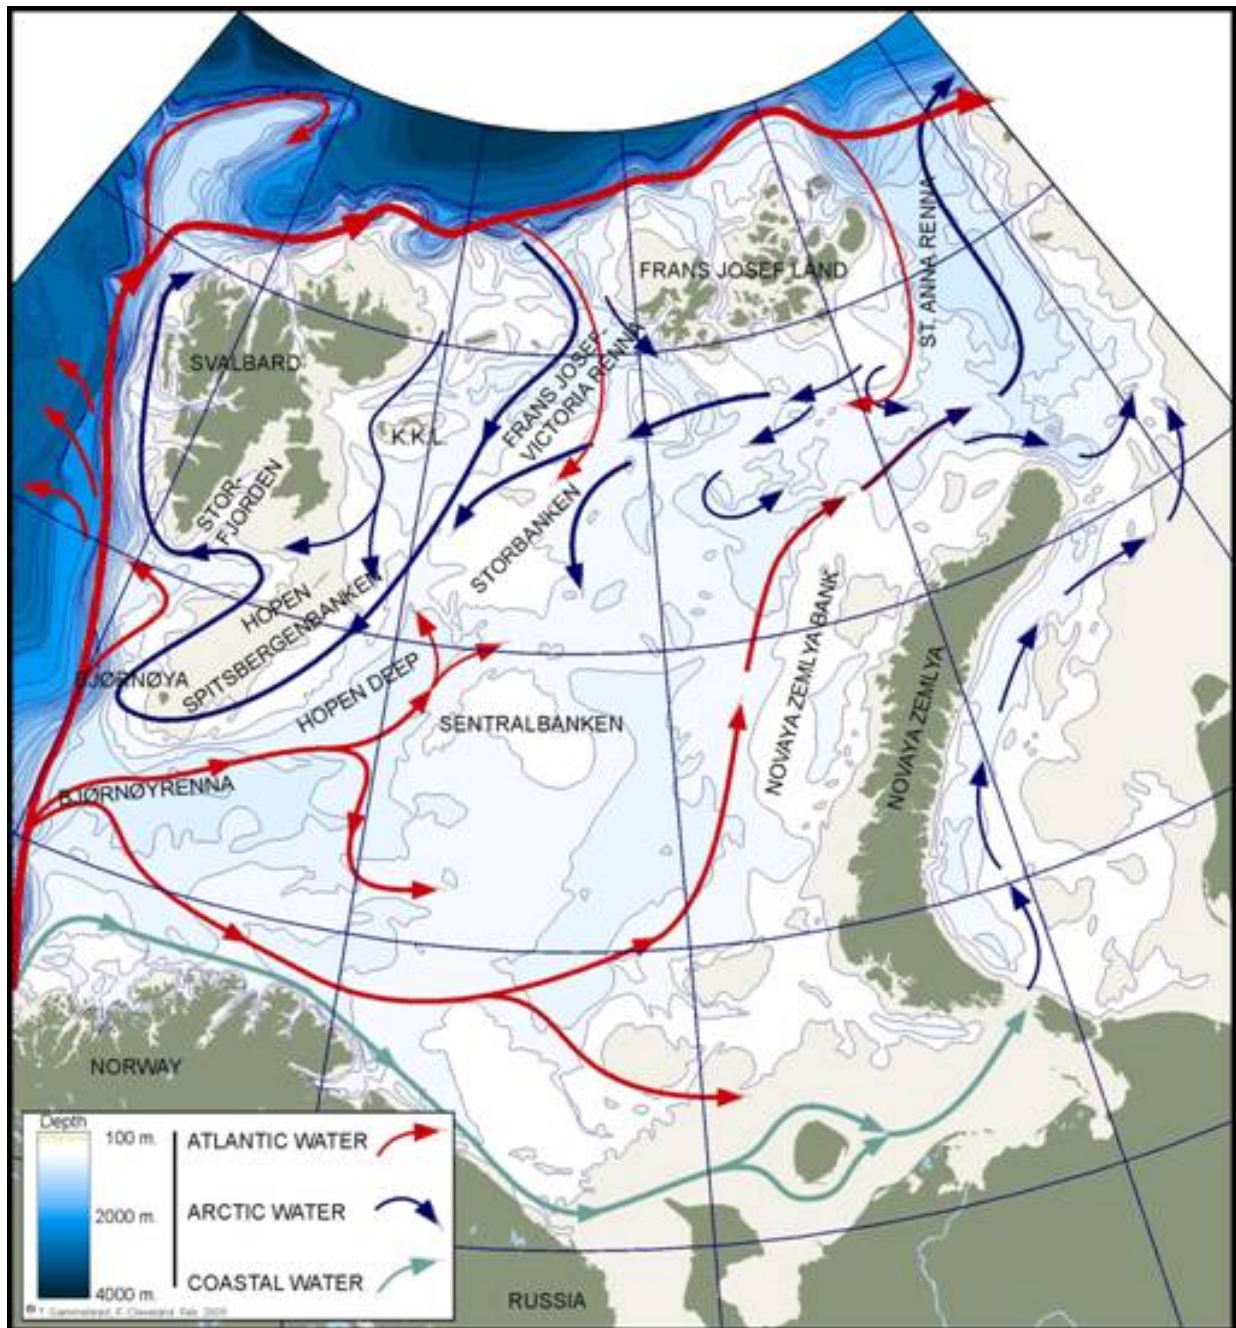 FRANS JOSEF LAND
ST. ANNA RENNA
SVALBARD
FRANS JOSEF-
VICTORIA RENNA
K.K.L.
STOR-
FJORDEN
STORBANKEN
HOPEN
SPITSBERGENBANKEN
BJØRNØYA
HOPEN DEEP
SENTRALBANKEN
NOVAYA ZEMLYA BANK
NOVAYA ZEMLYA
BJØRNØYRENNA
NORWAY
Depth
100 m.
2000 m.
4000 m.
ATLANTIC WATER
ARCTIC WATER
COASTAL WATER
RUSSIA